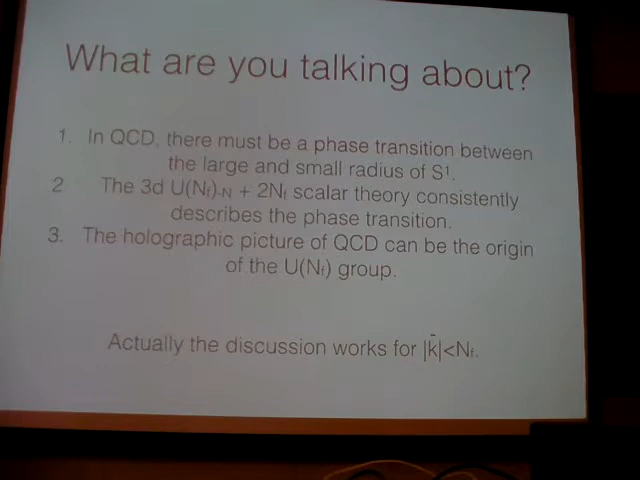 What are you talking about?
1. In QCD, there must be a phase transition between
the large and small radius of S¹.
2 The 3d U(Nf)-N + 2Nf scalar theory consistently
describes the phase transition.
3. The holographic picture of QCD can be the origin
of the U(Nf) group.
Actually the discussion works for |k̄|<Nf.